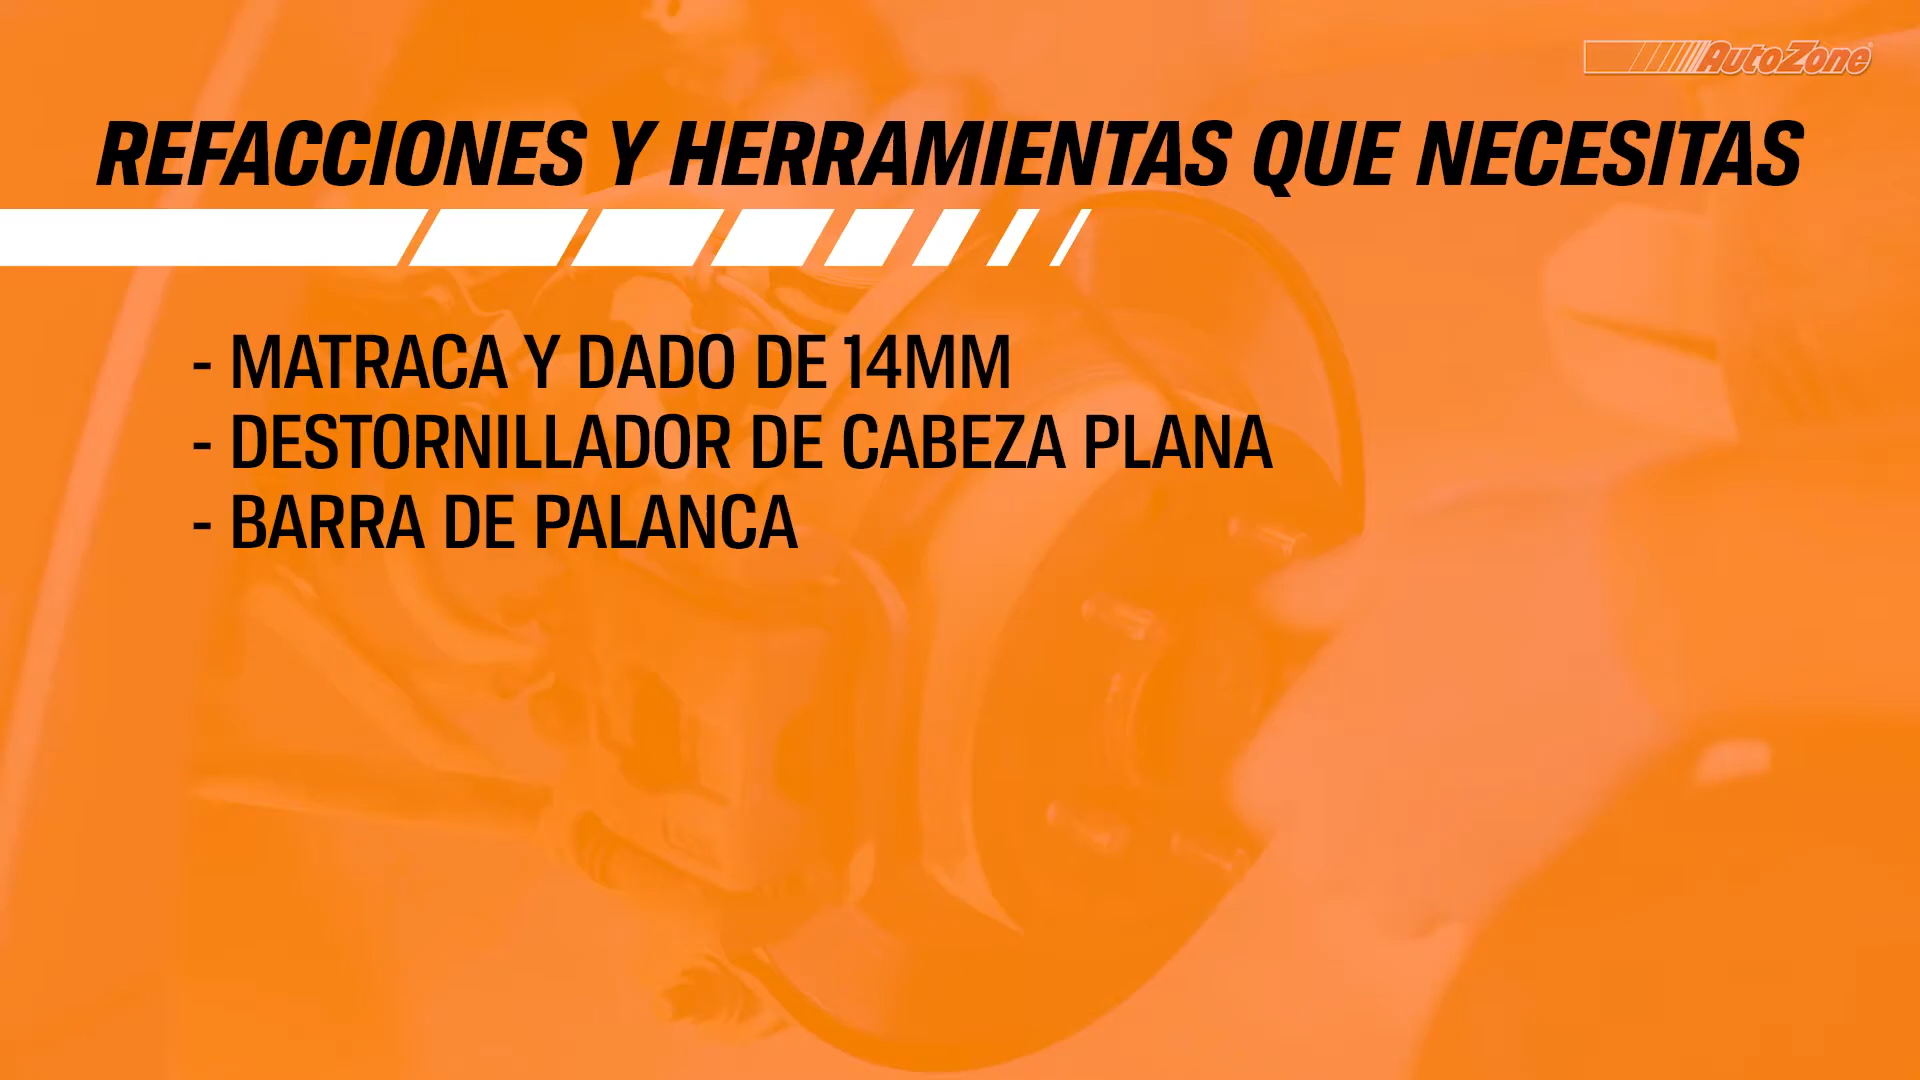 AutoZone
REFACCIONES Y HERRAMIENTAS QUE NECESITAS
- MATRACA Y DADO DE 14MM
- DESTORNILLADOR DE CABEZA PLANA
- BARRA DE PALANCA